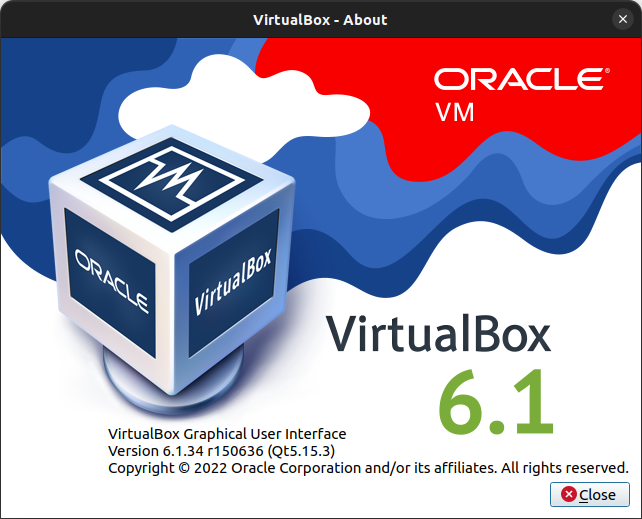 VirtualBox - About
ORACLE®
VM
ORACLE
VirtualBox
VirtualBox
6.1
VirtualBox Graphical User Interface
Version 6.1.34 r150636 (Qt5.15.3)
Copyright © 2022 Oracle Corporation and/or its affiliates. All rights reserved.
Close